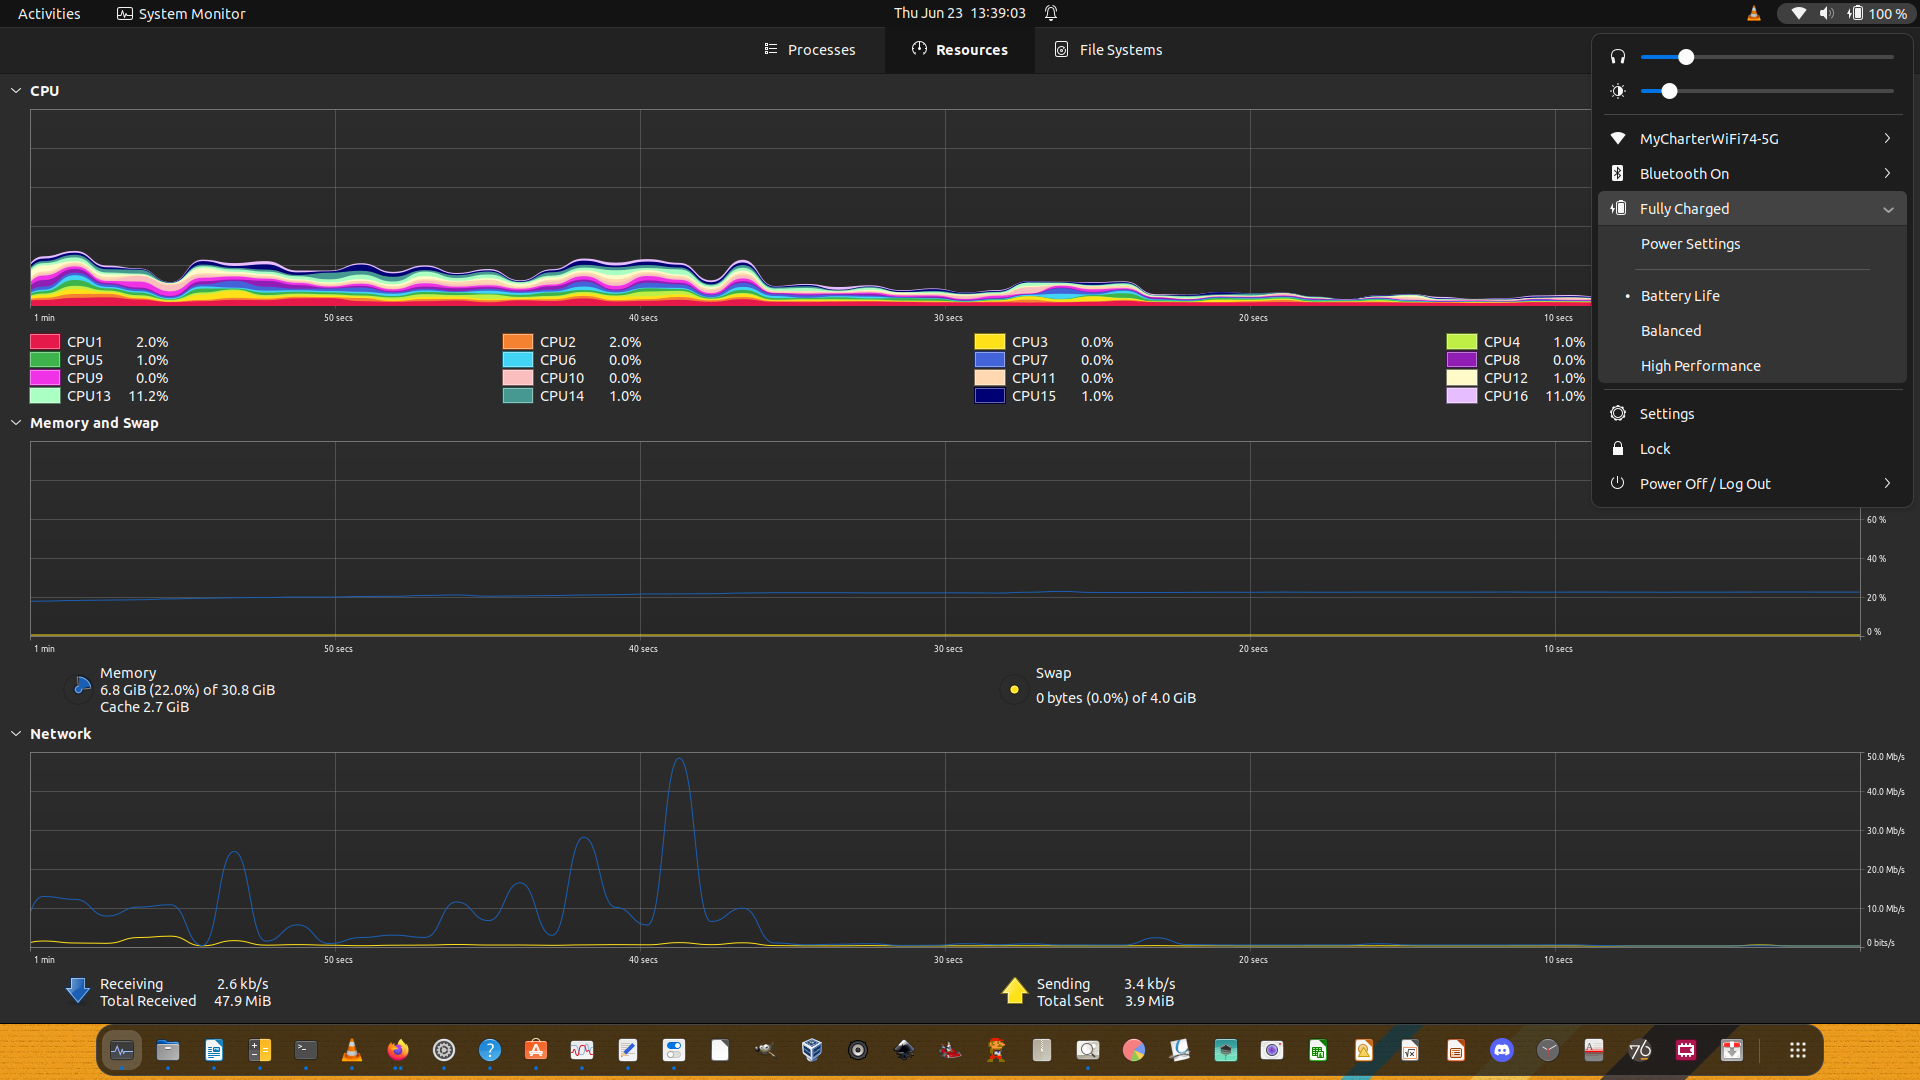 Activities
System Monitor
Thu Jun 23 13:39:03
100 %
Processes
Resources
File Systems
CPU
1 min
50 secs
40 secs
30 secs
20 secs
10 secs
CPU1 2.0%
CPU2 2.0%
CPU3 0.0%
CPU4 1.0%
CPU5 1.0%
CPU6 0.0%
CPU7 0.0%
CPU8 0.0%
CPU9 0.0%
CPU10 0.0%
CPU11 0.0%
CPU12 1.0%
CPU13 11.2%
CPU14 1.0%
CPU15 1.0%
CPU16 11.0%
MyCharterWiFi74-5G
Bluetooth On
Fully Charged
Power Settings
• Battery Life
Balanced
High Performance
Settings
Lock
Power Off / Log Out
Memory and Swap
60 %
40 %
20 %
0 %
1 min
50 secs
40 secs
30 secs
20 secs
10 secs
Memory
6.8 GiB (22.0%) of 30.8 GiB
Cache 2.7 GiB
Swap
0 bytes (0.0%) of 4.0 GiB
Network
50.0 Mb/s
40.0 Mb/s
30.0 Mb/s
20.0 Mb/s
10.0 Mb/s
0 bits/s
1 min
50 secs
40 secs
30 secs
20 secs
10 secs
Receiving 2.6 kb/s
Total Received 47.9 MiB
Sending 3.4 kb/s
Total Sent 3.9 MiB
76